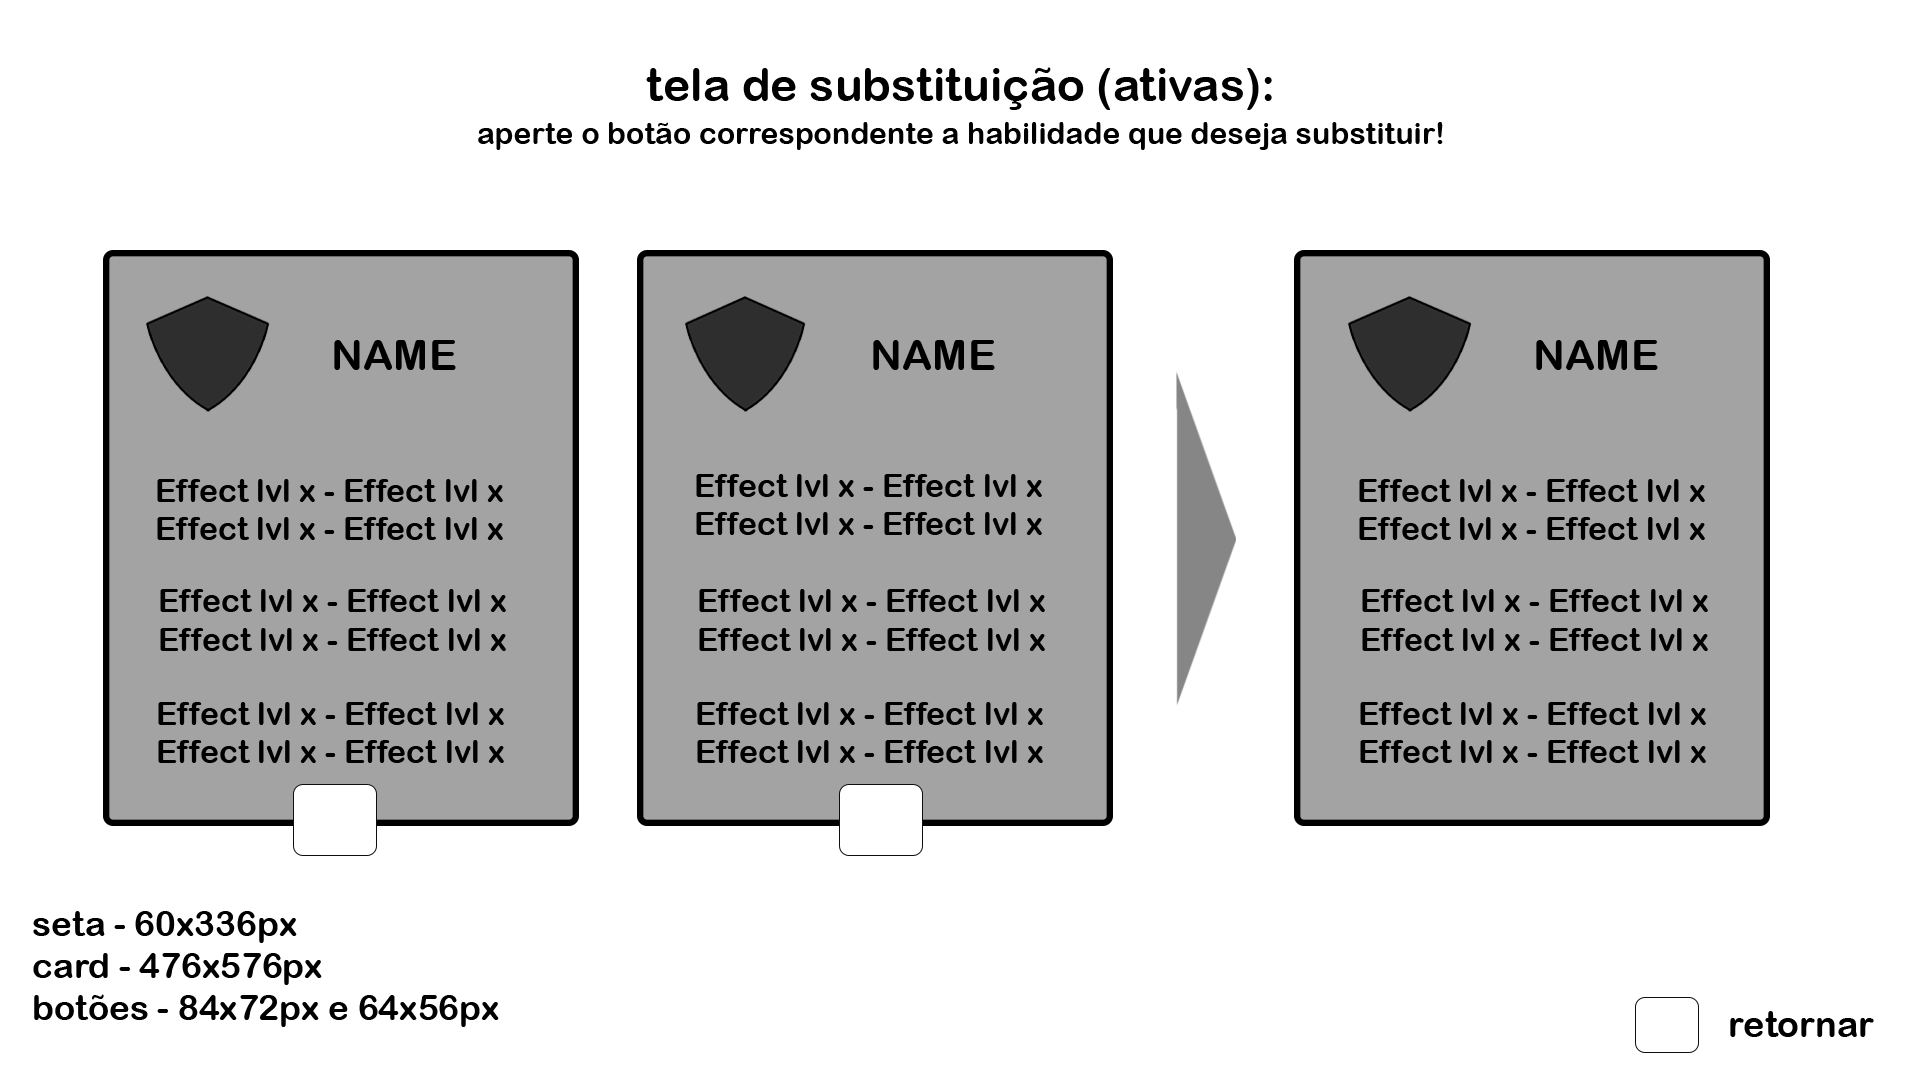 tela de substituição (ativas):
aperte o botão correspondente a habilidade que deseja substituir!
NAME
Effect lvl x - Effect lvl x
Effect lvl x - Effect lvl x
Effect lvl x - Effect lvl x
Effect lvl x - Effect lvl x
Effect lvl x - Effect lvl x
Effect lvl x - Effect lvl x
NAME
Effect lvl x - Effect lvl x
Effect lvl x - Effect lvl x
Effect lvl x - Effect lvl x
Effect lvl x - Effect lvl x
Effect lvl x - Effect lvl x
Effect lvl x - Effect lvl x
NAME
Effect lvl x - Effect lvl x
Effect lvl x - Effect lvl x
Effect lvl x - Effect lvl x
Effect lvl x - Effect lvl x
Effect lvl x - Effect lvl x
Effect lvl x - Effect lvl x
seta - 60x336px
card - 476x576px
botões - 84x72px e 64x56px
retornar